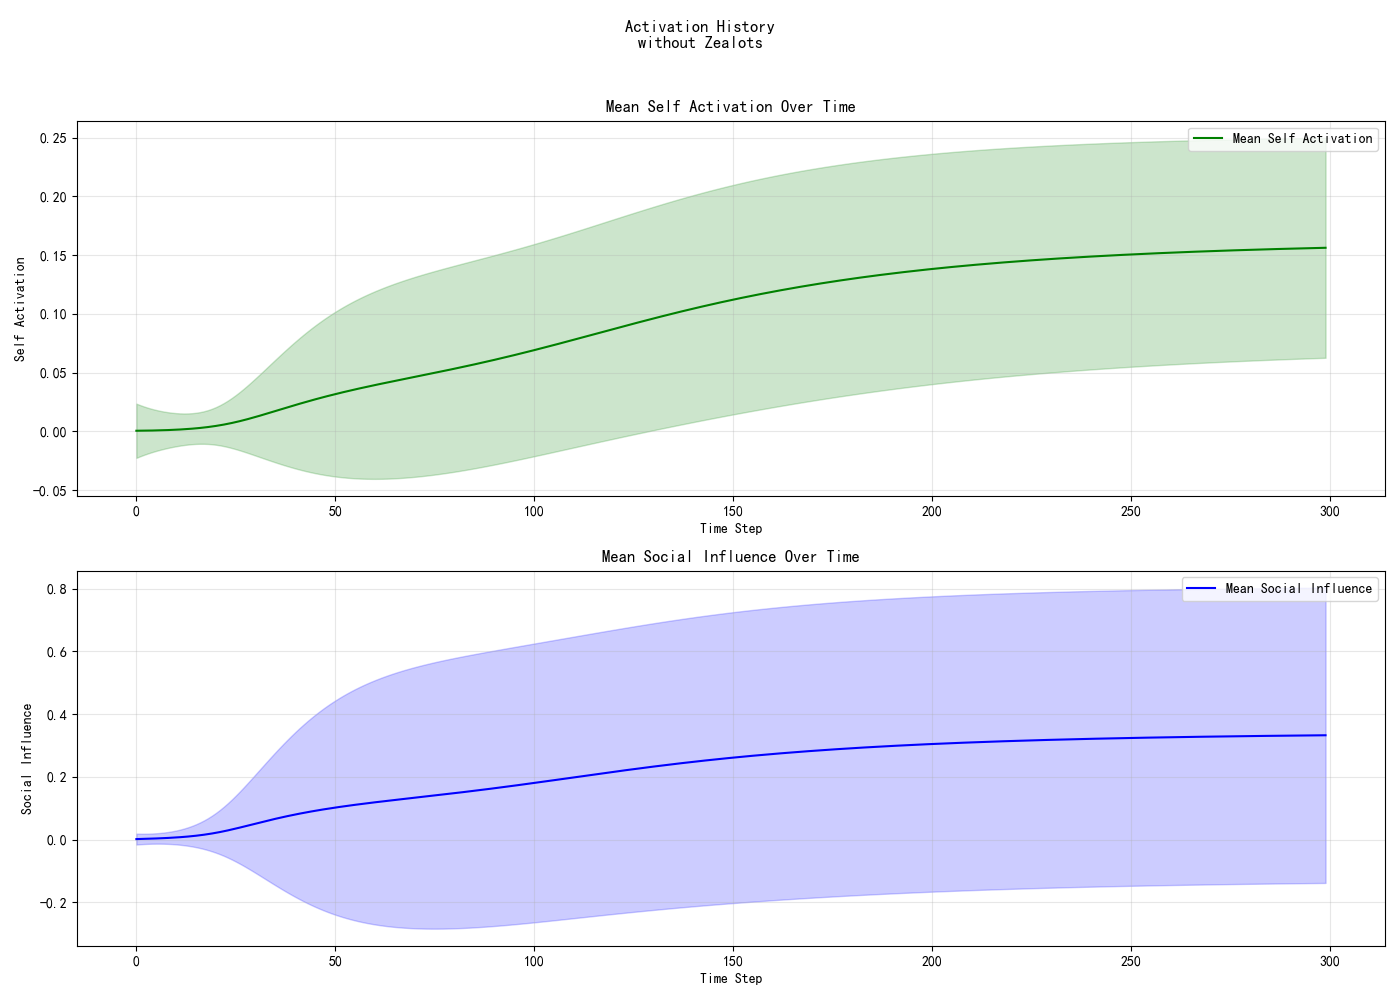 Activation History
without Zealots
Mean Self Activation Over Time
Mean Self Activation
0.25
0.20
0.15
0.10
0.05
0.00
−0.05
Self Activation
0
50
100
150
200
250
300
Time Step
Mean Social Influence Over Time
Mean Social Influence
0.8
0.6
0.4
0.2
0.0
−0.2
Social Influence
0
50
100
150
200
250
300
Time Step